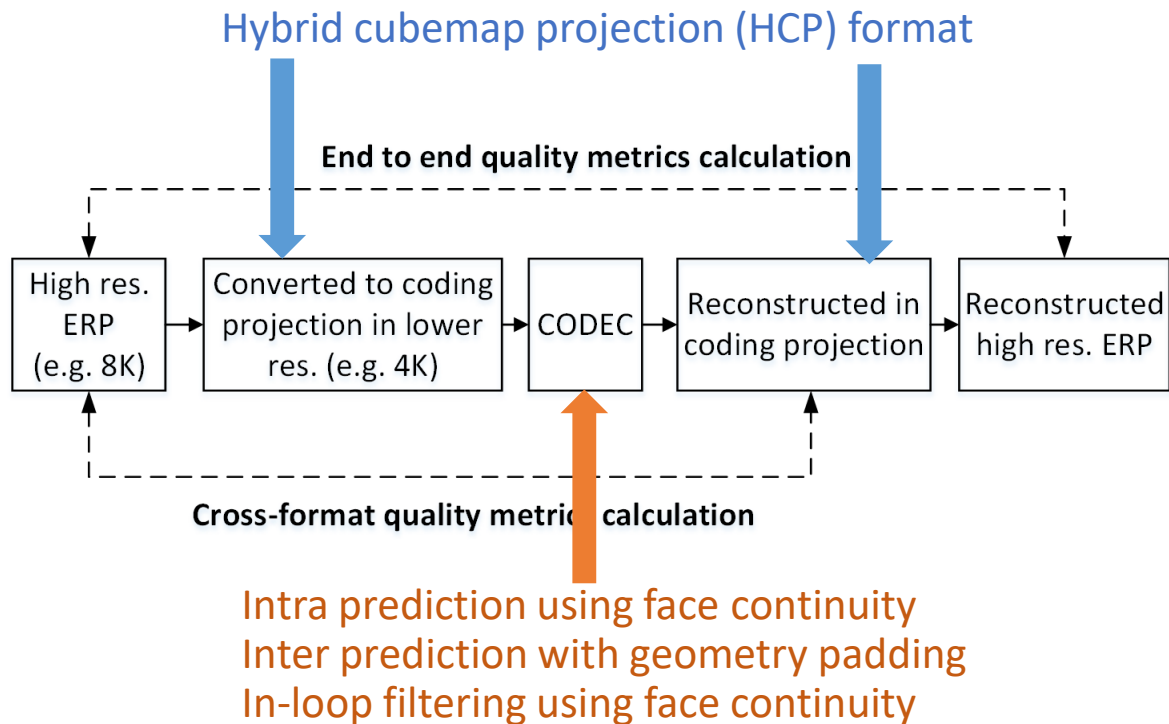 Hybrid cubemap projection (HCP) format
End to end quality metrics calculation
High res.
ERP
(e.g. 8K)
Converted to coding
projection in lower
res. (e.g. 4K)
CODEC
Reconstructed in
coding projection
Reconstructed
high res. ERP
Cross-format quality metrics calculation
Intra prediction using face continuity
Inter prediction with geometry padding
In-loop filtering using face continuity